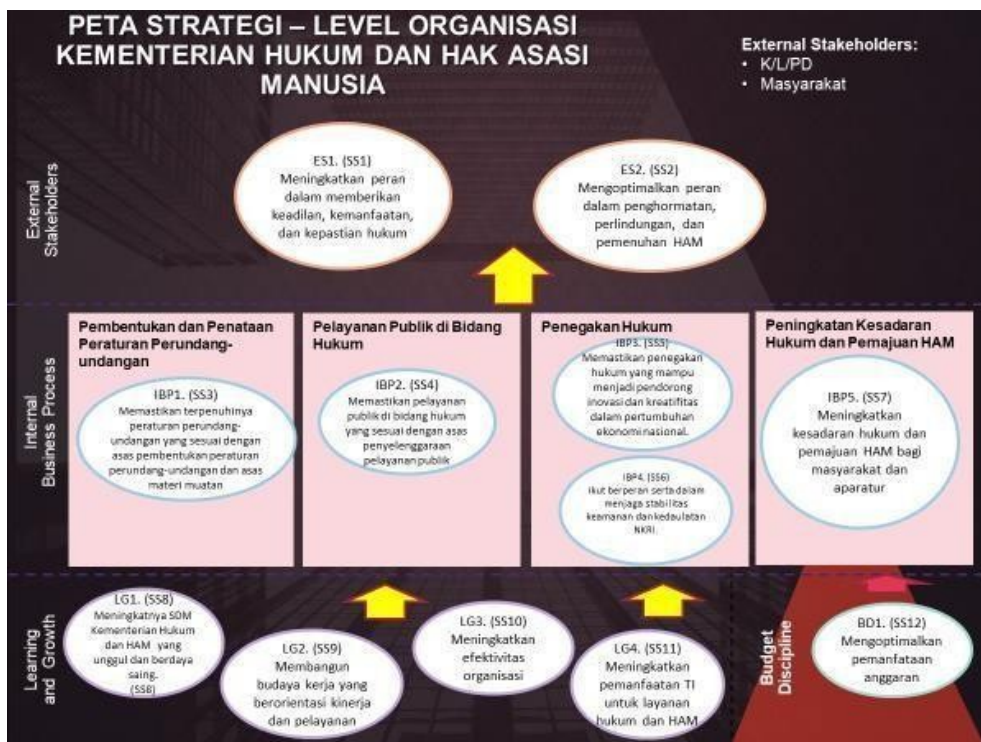 PETA STRATEGI – LEVEL ORGANISASI
KEMENTERIAN HUKUM DAN HAK ASASI
MANUSIA
External Stakeholders:
• K/L/PD
• Masyarakat
External
Stakeholders
ES1. (SS1)
Meningkatkan peran
dalam memberikan
keadilan, kemanfaatan,
dan kepastian hukum
ES2. (SS2)
Mengoptimalkan peran
dalam penghormatan,
perlindungan, dan
pemenuhan HAM
Internal
Business Process
Pembentukan dan Penataan
Peraturan Perundang-
undangan
IBP1. (SS3)
Memastikan terpenuhinya
peraturan perundang-
undangan yang sesuai dengan
asas pembentukan peraturan
perundang-undangan dan asas
materi muatan
Pelayanan Publik di Bidang
Hukum
IBP2. (SS4)
Memastikan pelayanan
publik di bidang hukum
yang sesuai dengan asas
penyelenggaraan
pelayanan publik
Penegakan Hukum
IBP3. (SS5)
Memastikan penegakan
hukum yang mampu
menjadi pendorong
inovasi dan kreatifitas
dalam pertumbuhan
ekonomi nasional.
IBP4. (SS6)
Ikut berperan serta dalam
menjaga stabilitas
keamanan dan kedaulatan
NKRI.
Peningkatan Kesadaran
Hukum dan Pemajuan HAM
IBP5. (SS7)
Meningkatkan
kesadaran hukum dan
pemajuan HAM bagi
masyarakat dan
aparatur
Learning
and Growth
LG1. (SS8)
Meningkatnya SDM
Kementerian Hukum
dan HAM yang
unggul dan berdaya
saing.
(SS8)
LG2. (SS9)
Membangun
budaya kerja yang
berorientasi kinerja
dan pelayanan
LG3. (SS10)
Meningkatkan
efektivitas
organisasi
LG4. (SS11)
Meningkatkan
pemanfaatan TI
untuk layanan
hukum dan HAM
Budget
Discipline
BD1. (SS12)
Mengoptimalkan
pemanfataan
anggaran